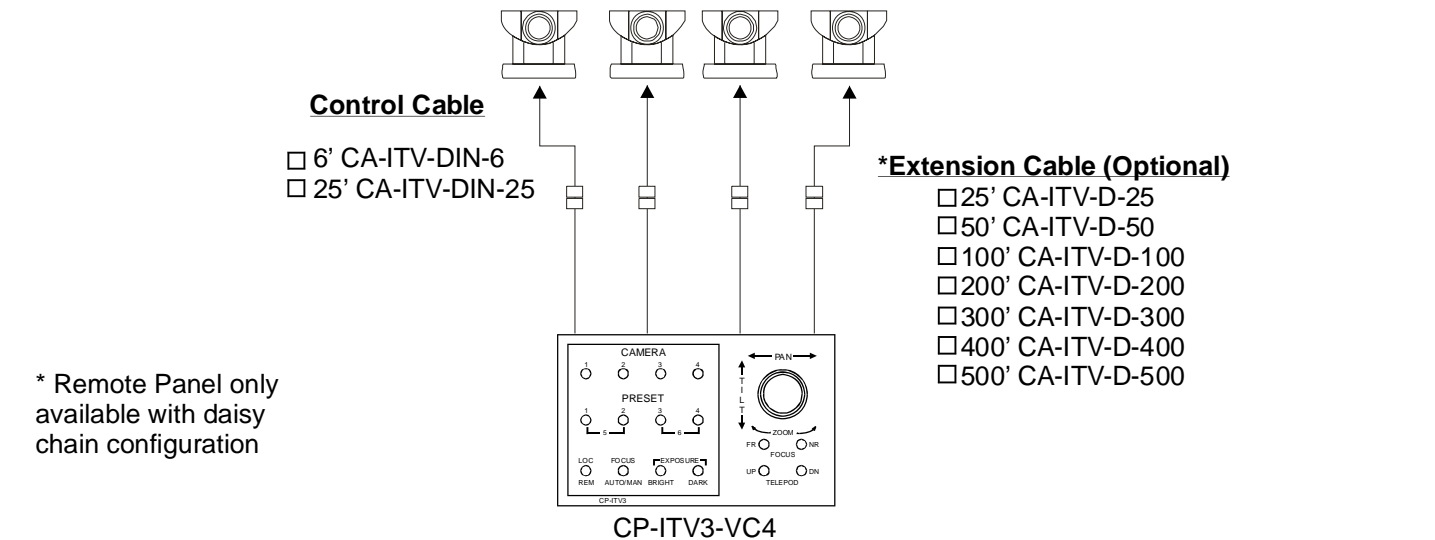 Control Cable
☐ 6’ CA-ITV-DIN-6
☐ 25’ CA-ITV-DIN-25
*Extension Cable (Optional)
☐ 25’ CA-ITV-D-25
☐ 50’ CA-ITV-D-50
☐ 100’ CA-ITV-D-100
☐ 200’ CA-ITV-D-200
☐ 300’ CA-ITV-D-300
☐ 400’ CA-ITV-D-400
☐ 500’ CA-ITV-D-500
* Remote Panel only
available with daisy
chain configuration
CAMERA
1 2 3 4
PRESET
1 2 3 4
5 6
LOC FOCUS EXPOSURE
REM AUTO/MAN BRIGHT DARK
CP-ITV3
PAN
TILT
ZOOM
FR NR
FOCUS
UP DN
TELEPOD
CP-ITV3-VC4